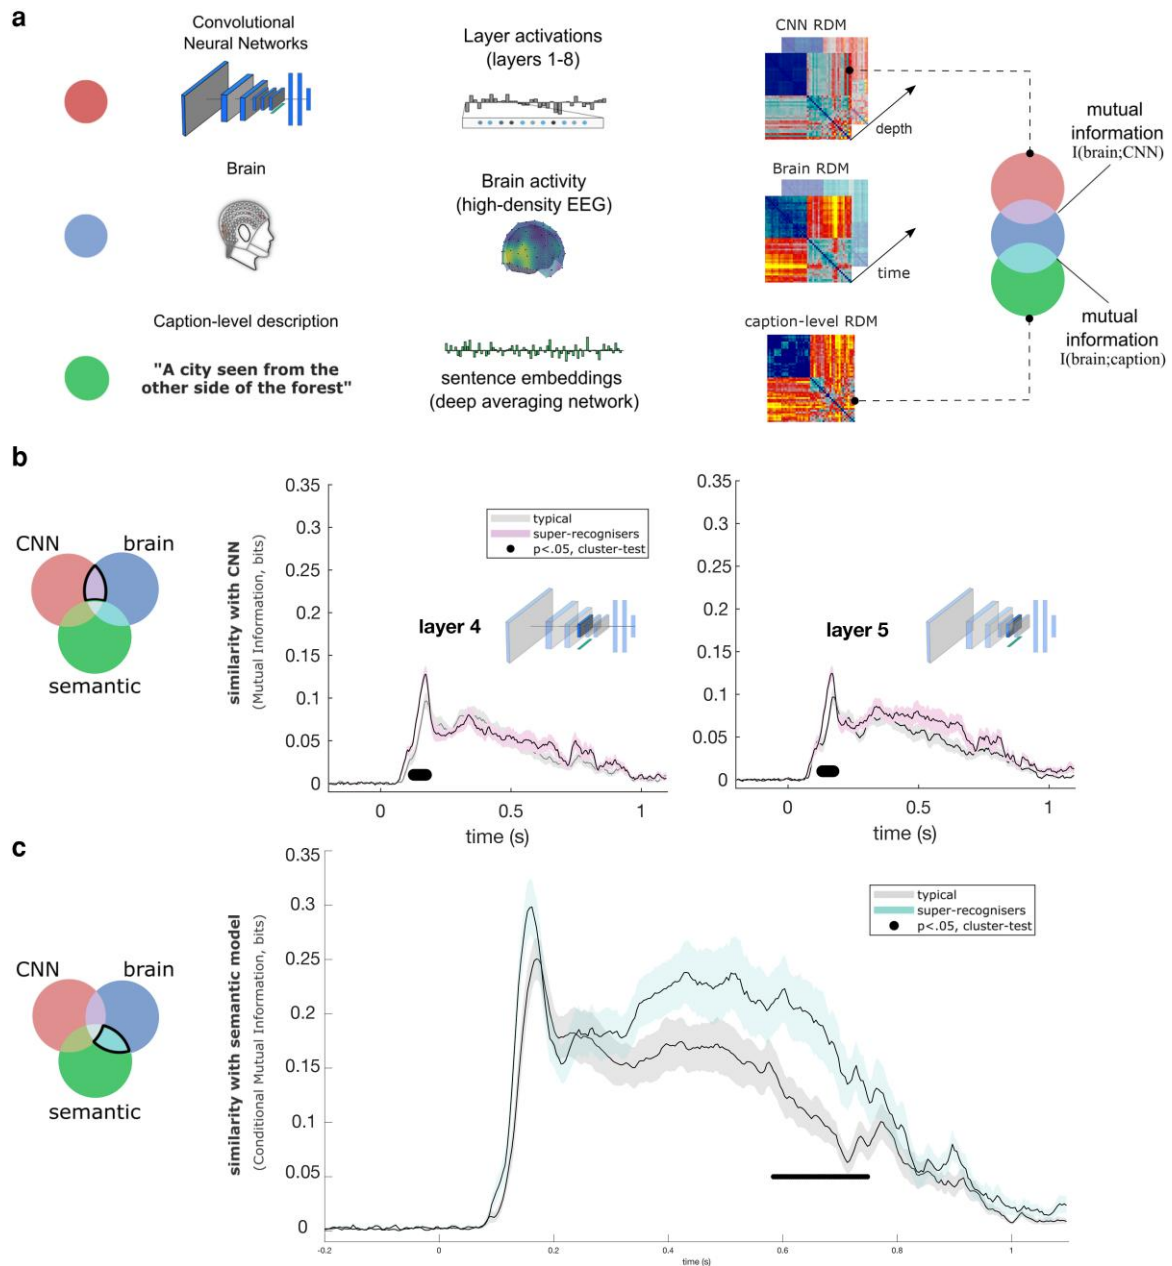 a
Convolutional
Neural Networks
Layer activations
(layers 1-8)
CNN RDM
depth
mutual
information
I(brain;CNN)
Brain
Brain activity
(high-density EEG)
Brain RDM
time
Caption-level description
"A city seen from the
other side of the forest"
sentence embeddings
(deep averaging network)
caption-level RDM
mutual
information
I(brain;caption)
b
CNN
brain
semantic
similarity with CNN
(Mutual Information, bits)
0.35
0.3
0.25
0.2
0.15
0.1
0.05
0
typical
super-recognisers
p<.05, cluster-test
layer 4
0
0.5
1
time (s)
0.35
0.3
0.25
0.2
0.15
0.1
0.05
0
layer 5
0
0.5
1
time (s)
c
CNN
brain
semantic
similarity with semantic model
(Conditional Mutual Information, bits)
0.35
0.3
0.25
0.2
0.15
0.1
0.05
0
typical
super-recognisers
p<.05, cluster-test
-0.2
0
0.2
0.4
0.6
0.8
1
time (s)